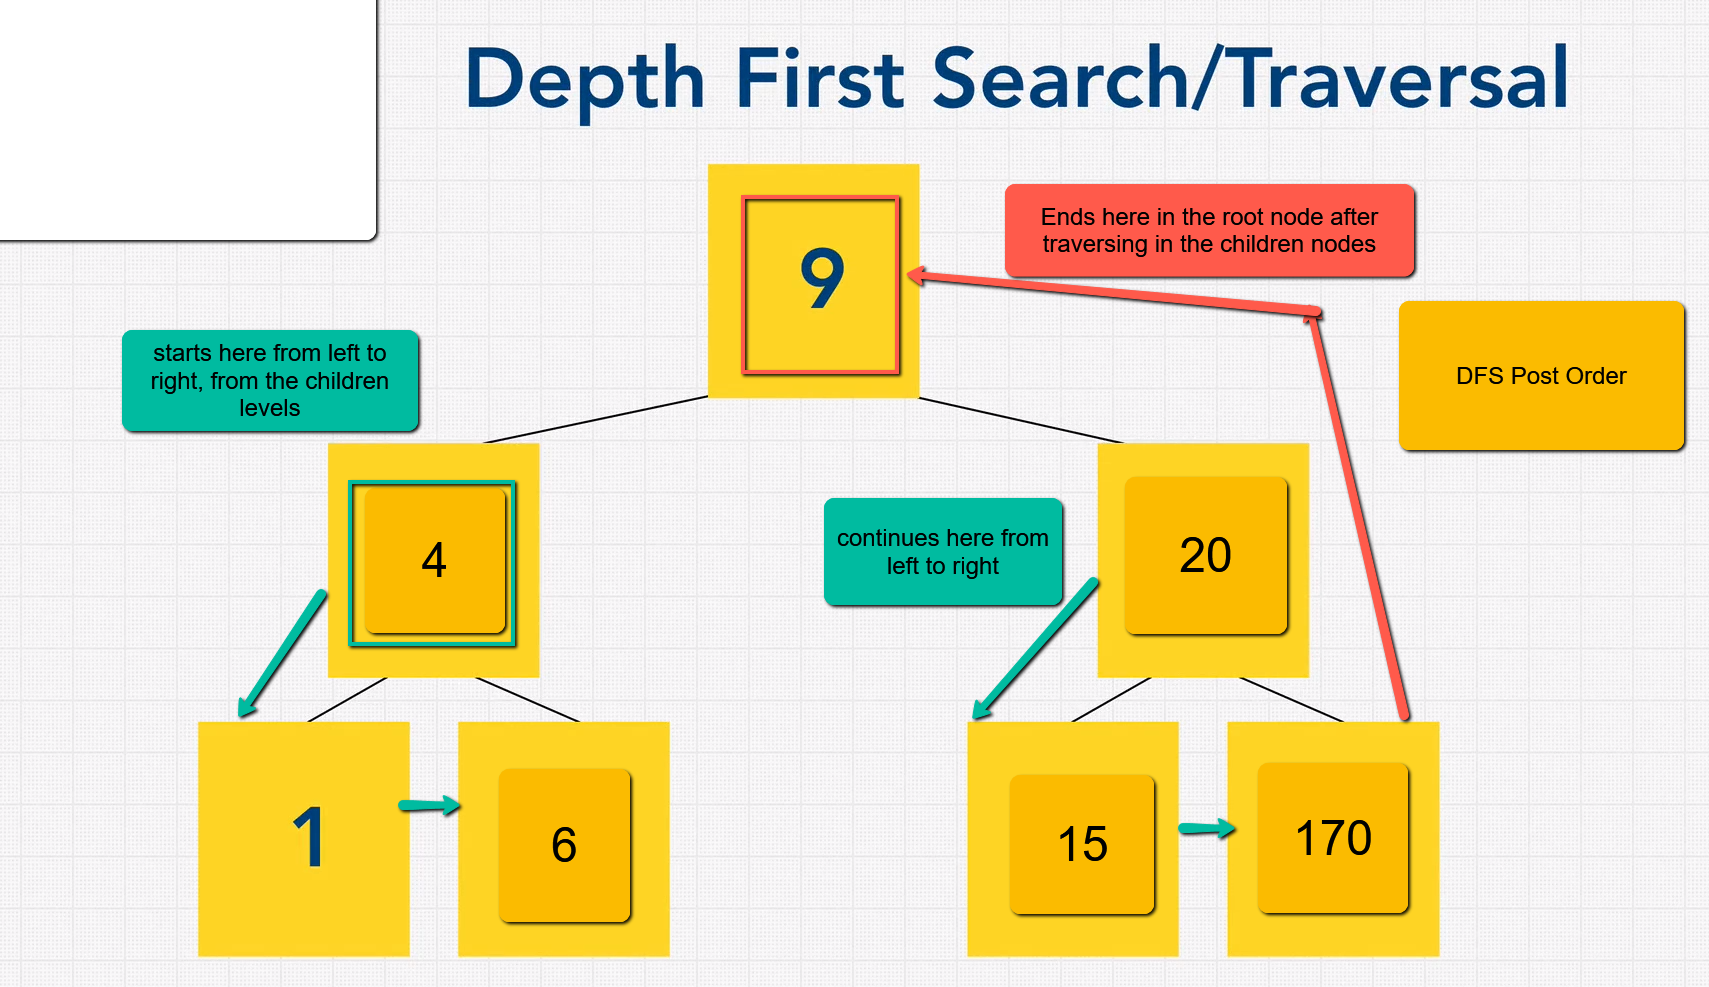 Depth First Search/Traversal
9
Ends here in the root node after
traversing in the children nodes
starts here from left to
right, from the children
levels
DFS Post Order
4
continues here from
left to right
20
1
6
15
170